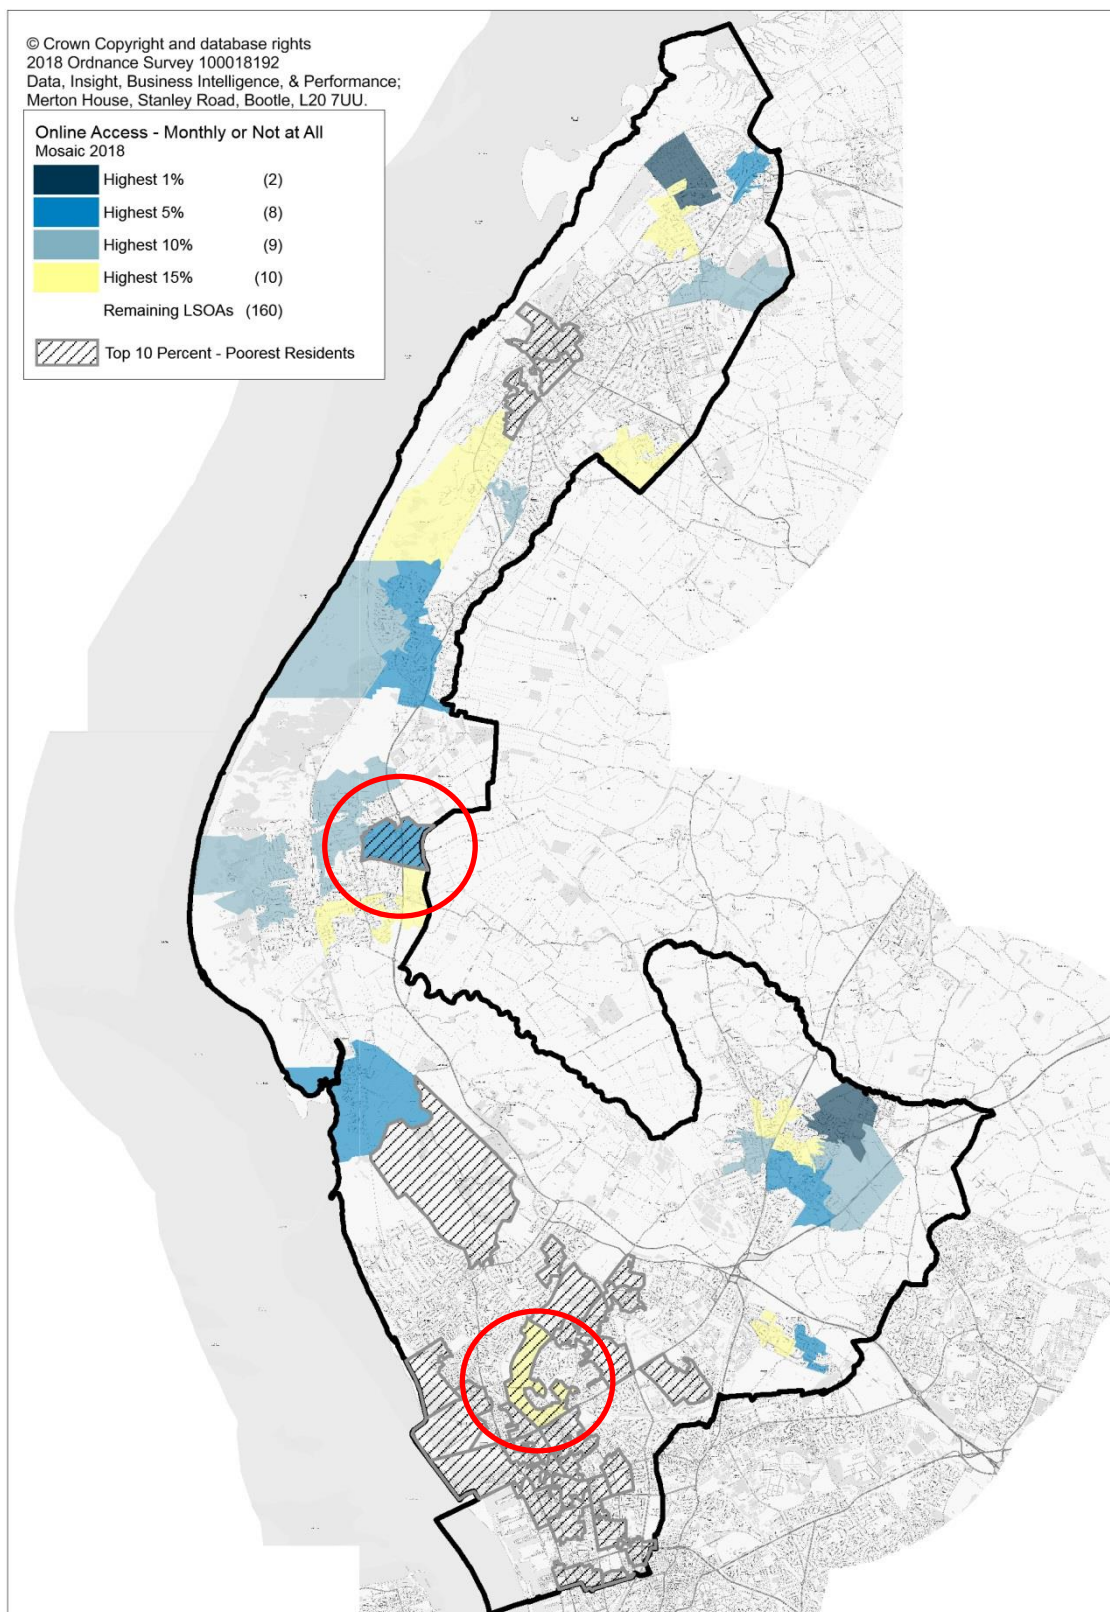 © Crown Copyright and database rights
2018 Ordnance Survey 100018192
Data, Insight, Business Intelligence, & Performance;
Merton House, Stanley Road, Bootle, L20 7UU.
Online Access - Monthly or Not at All
Mosaic 2018
Highest 1% (2)
Highest 5% (8)
Highest 10% (9)
Highest 15% (10)
Remaining LSOAs (160)
Top 10 Percent - Poorest Residents